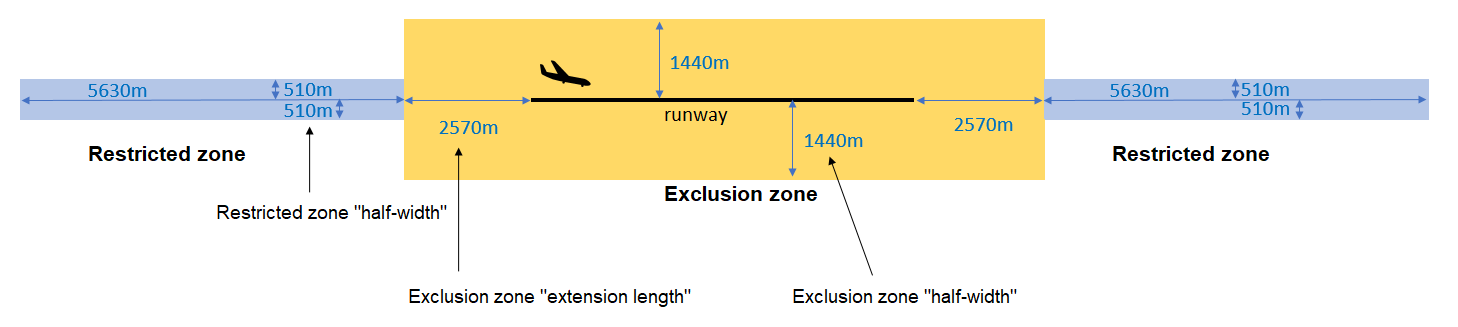 1440m
5630m
510m
5630m
510m
510m
runway
510m
2570m
2570m
1440m
Restricted zone
Restricted zone
Exclusion zone
Restricted zone "half-width"
Exclusion zone "extension length"
Exclusion zone "half-width"